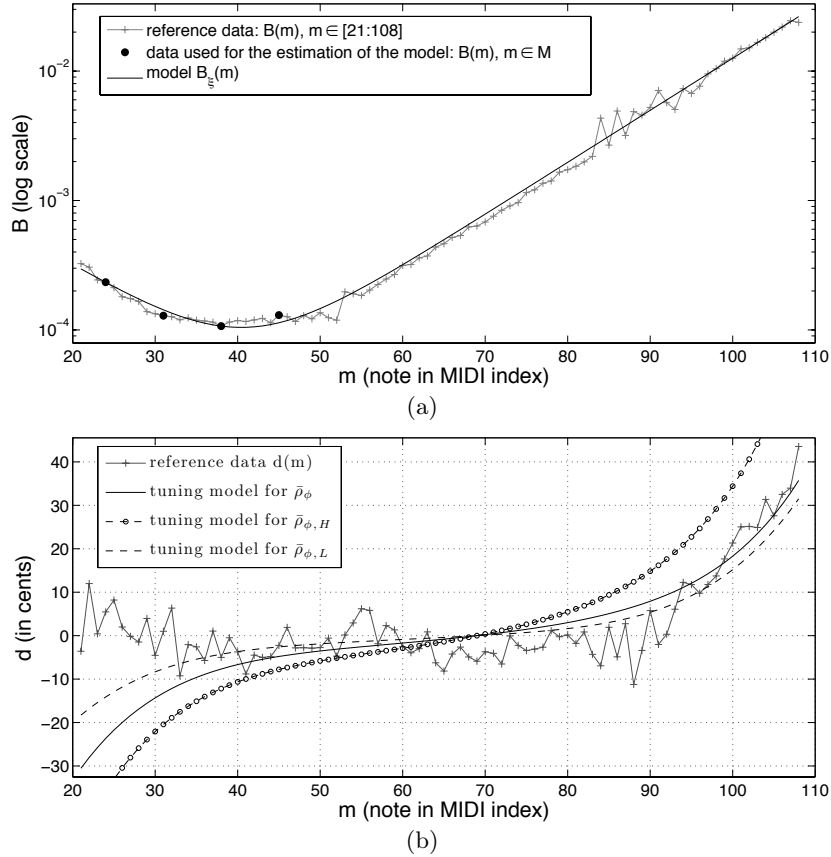 reference data: B(m), m∈[21:108]
data used for the estimation of the model: B(m), m∈M
model B_ξ(m)
B (log scale)
10⁻²
10⁻³
10⁻⁴
20 30 40 50 60 70 80 90 100 110
m (note in MIDI index)
(a)
reference data d(m)
tuning model for ρ̄_ϕ
tuning model for ρ̄_ϕ,H
tuning model for ρ̄_ϕ,L
d (in cents)
40
30
20
10
0
-10
-20
-30
20 30 40 50 60 70 80 90 100 110
m (note in MIDI index)
(b)